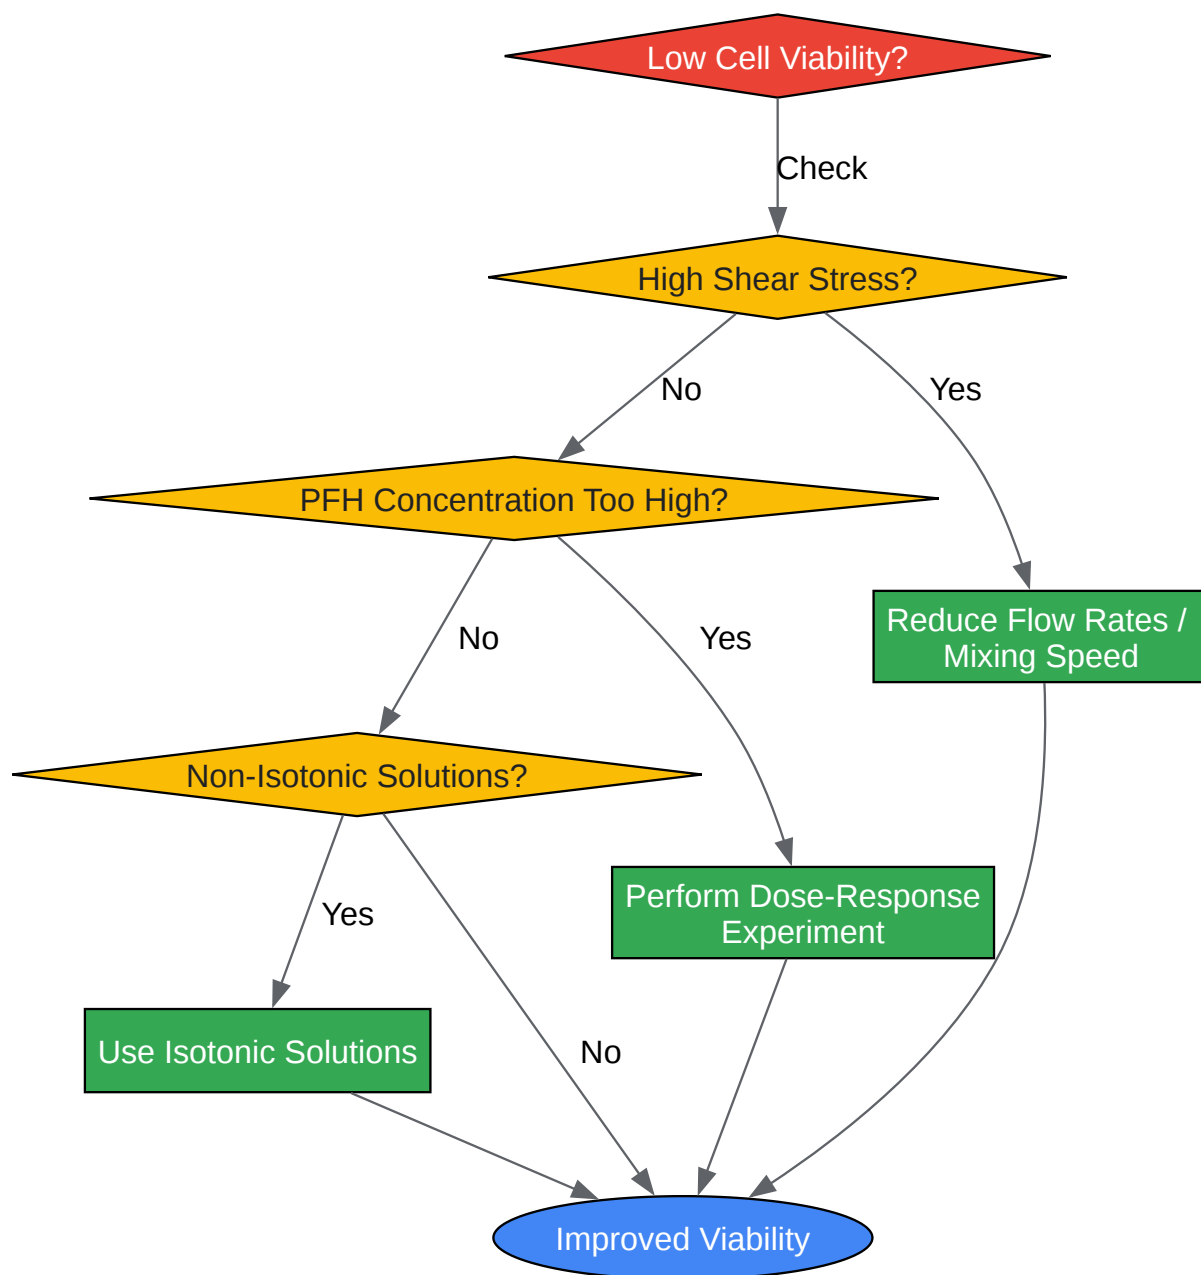 Low Cell Viability?
Check
High Shear Stress?
No
Yes
PFH Concentration Too High?
Reduce Flow Rates /
Mixing Speed
No
Yes
Non-Isotonic Solutions?
Perform Dose-Response
Experiment
Yes
Use Isotonic Solutions
No
Improved Viability